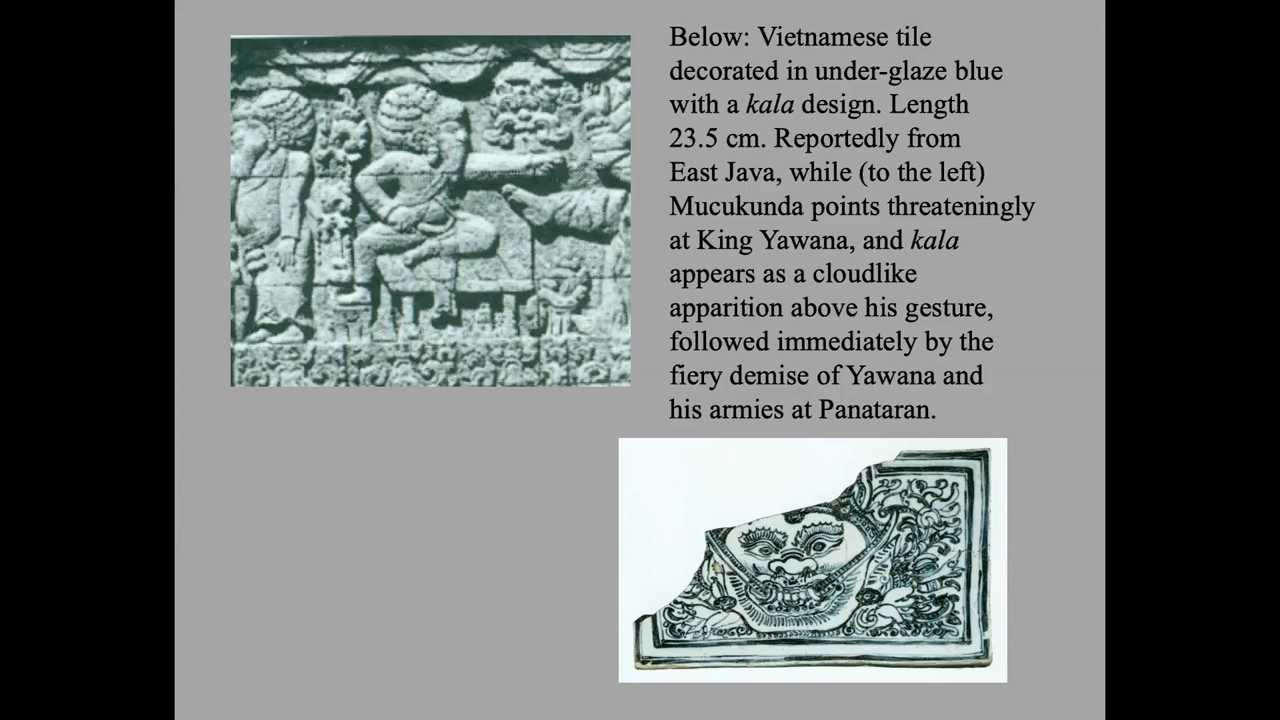 Below: Vietnamese tile
decorated in under-glaze blue
with a kala design. Length
23.5 cm. Reportedly from
East Java, while (to the left)
Mucukunda points threateningly
at King Yawana, and kala
appears as a cloudlike
apparition above his gesture,
followed immediately by the
fiery demise of Yawana and
his armies at Panataran.